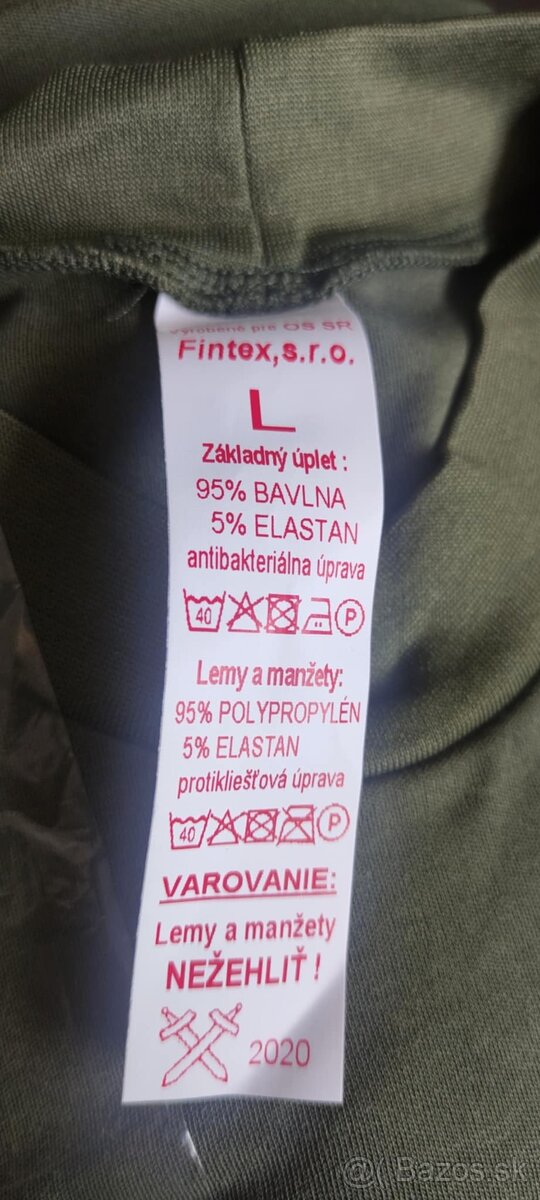 Vyrobené pre OS SR
Fintex,s.r.o.
L
Základný úplet :
95% BAVLNA
5% ELASTAN
antibakteriálna úprava
40 P
Lemy a manžety:
95% POLYPROPYLÉN
5% ELASTAN
protikliešťová úprava
40 P
VAROVANIE:
Lemy a manžety
NEŽEHLIŤ !
2020
@ Bazos.sk